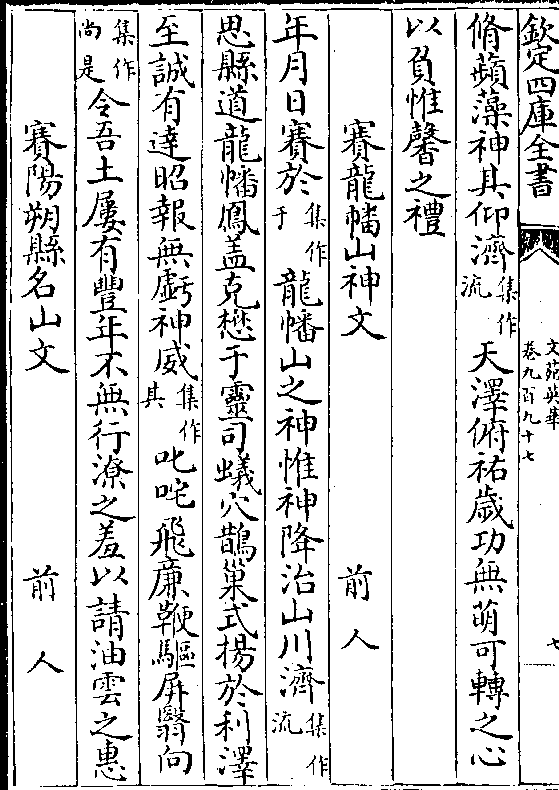 欽定四庫全書
文苑英華
卷九百九十七
七
脩蘋藻神其仰濟集作流天澤俯祐歲功無萌可轉之心
以負惟馨之禮
賽龍幡山神文 前人
年月日賽於集作于龍幡山之神惟神降治山川濟集作流
思縣道龍幡鳳盖克懋于靈司蟻穴鵲巢式揚於利澤
至誠有達昭報無虧神威集作其叱咤飛廉鞭驅屏翳向
集作尚是令吾土屢有豐年不無行潦之羞以請油雲之惠
賽陽朔縣名山文 前人